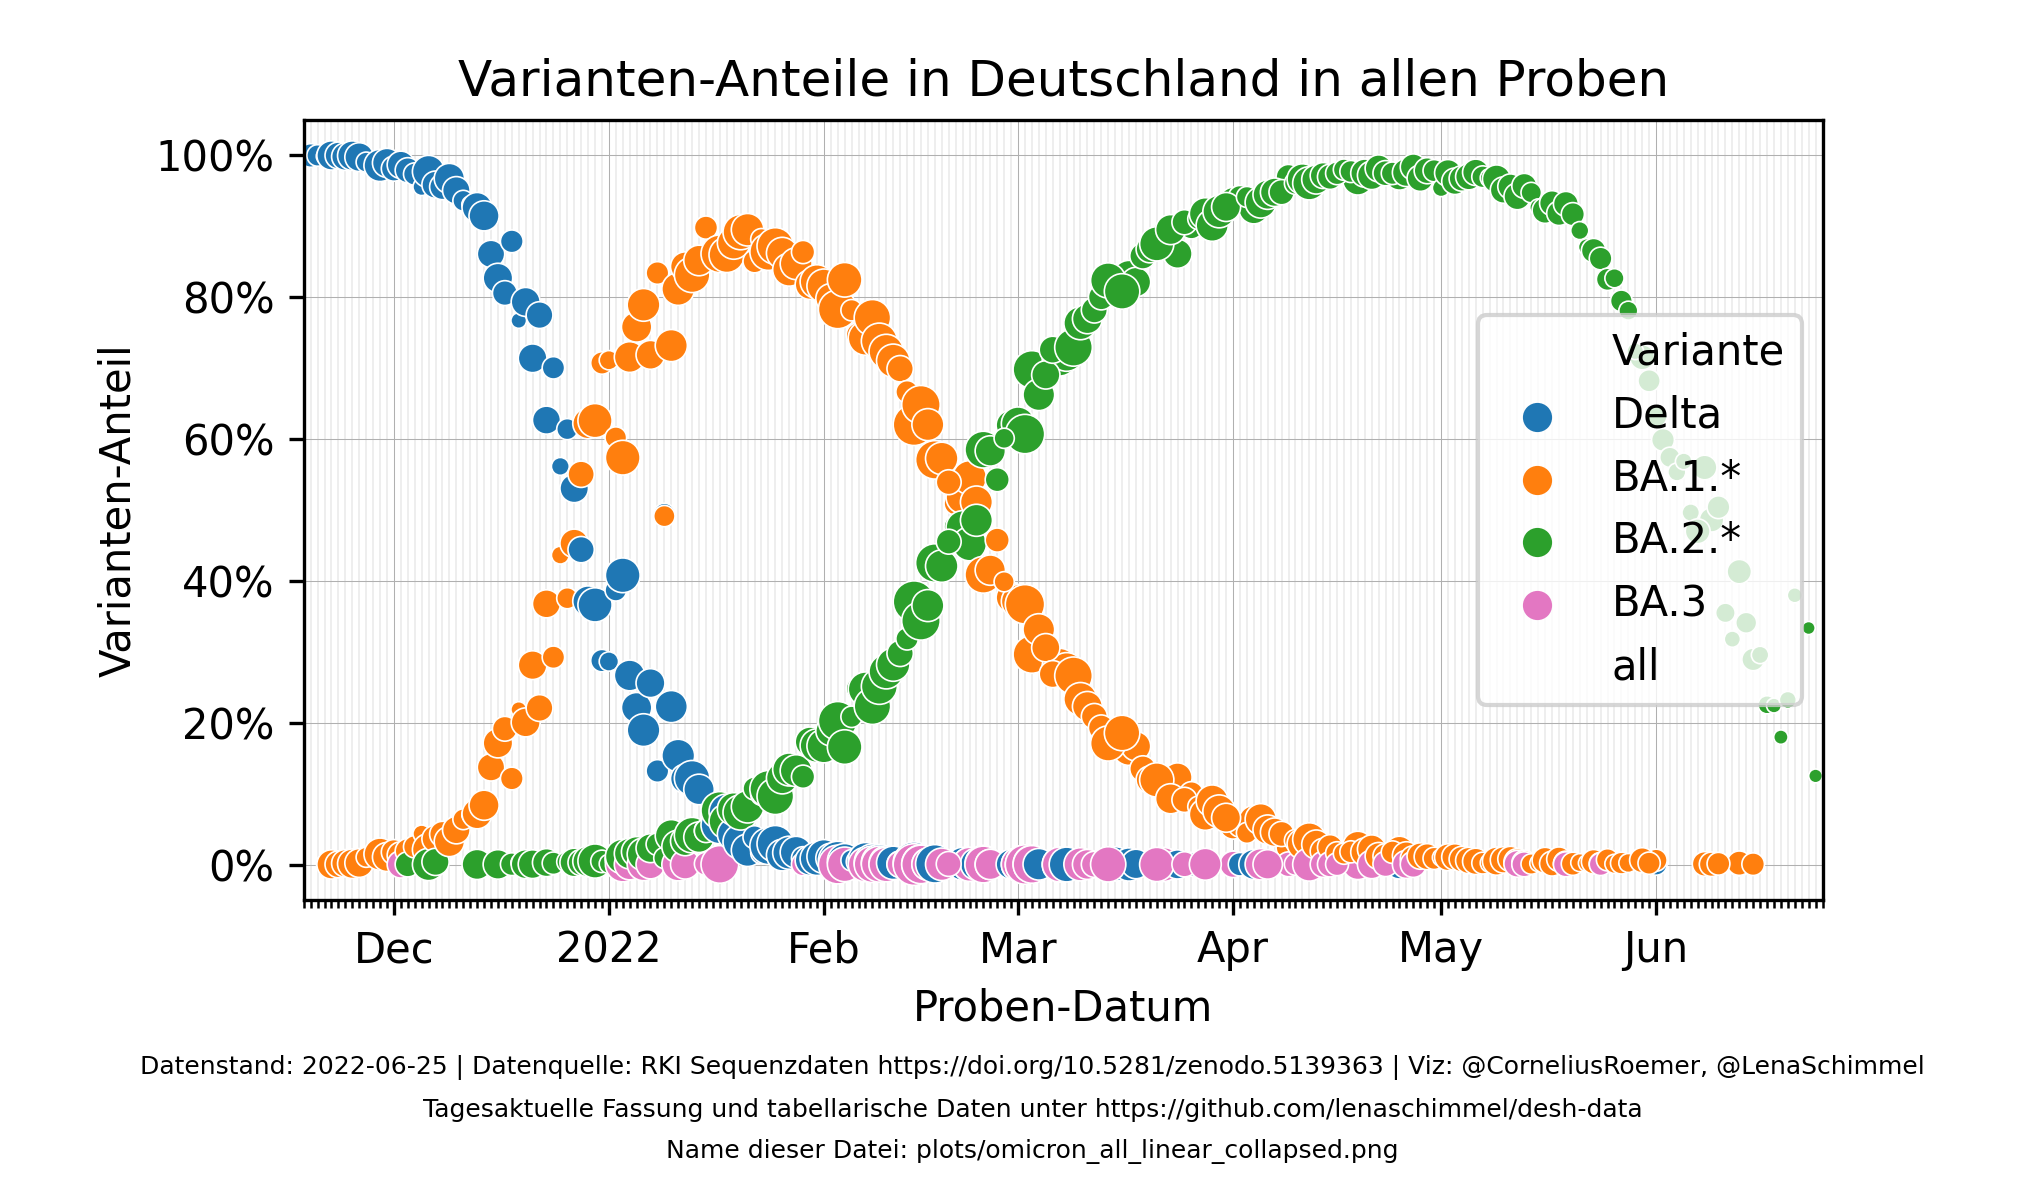 Varianten-Anteile in Deutschland in allen Proben
Varianten-Anteil
100%
80%
60%
40%
20%
0%
Variante
Delta
BA.1.*
BA.2.*
BA.3
all
Dec
2022
Feb
Mar
Apr
May
Jun
Proben-Datum
Datenstand: 2022-06-25 | Datenquelle: RKI Sequenzdaten https://doi.org/10.5281/zenodo.5139363 | Viz: @CorneliusRoemer, @LenaSchimmel
Tagesaktuelle Fassung und tabellarische Daten unter https://github.com/lenaschimmel/desh-data
Name dieser Datei: plots/omicron_all_linear_collapsed.png